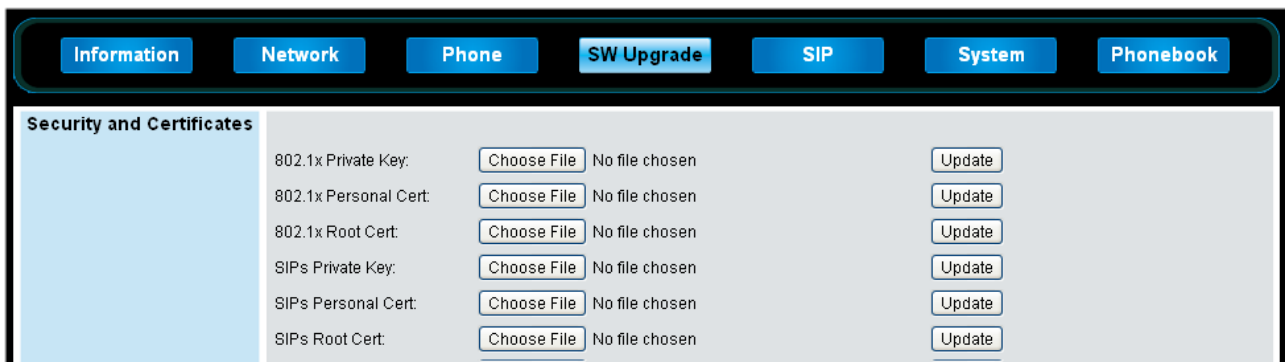 Information Network Phone SW Upgrade SIP System Phonebook
Security and Certificates
802.1x Private Key: Choose File No file chosen Update
802.1x Personal Cert: Choose File No file chosen Update
802.1x Root Cert: Choose File No file chosen Update
SIPs Private Key: Choose File No file chosen Update
SIPs Personal Cert: Choose File No file chosen Update
SIPs Root Cert: Choose File No file chosen Update